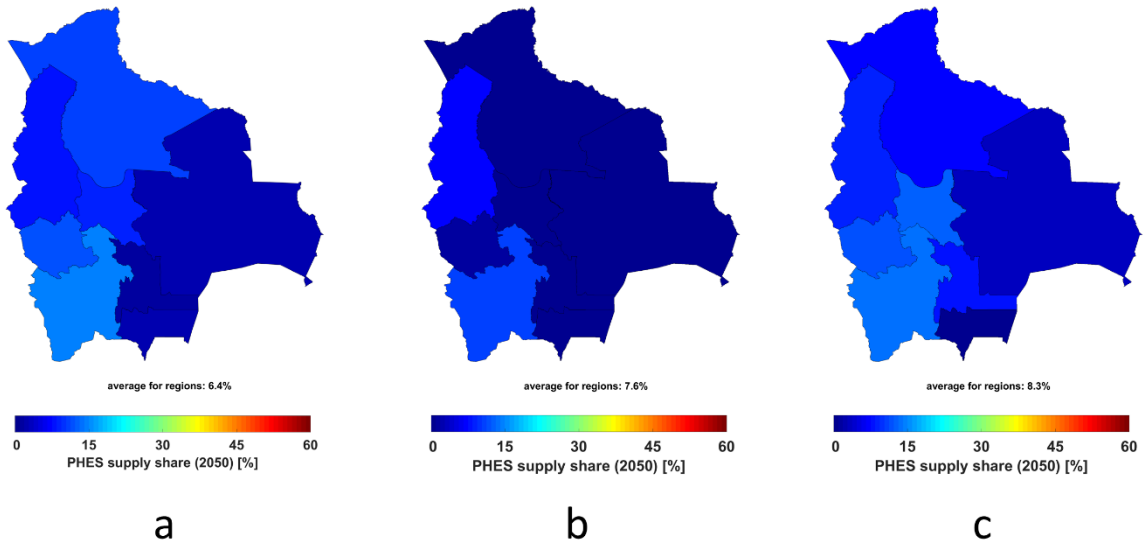 average for regions: 6.4%
average for regions: 7.6%
average for regions: 8.3%
0 15 30 45 60
PHES supply share (2050) [%]
0 15 30 45 60
PHES supply share (2050) [%]
0 15 30 45 60
PHES supply share (2050) [%]
a
b
c